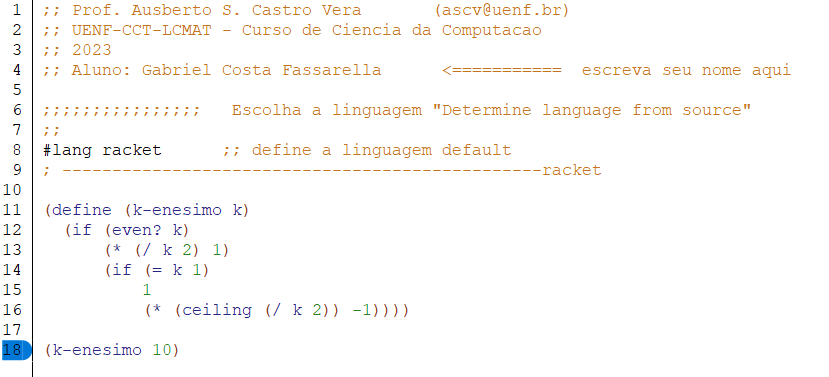 1 ;; Prof. Ausberto S. Castro Vera (ascv@uenf.br)
2 ;; UENF-CCT-LCMAT - Curso de Ciencia da Computacao
3 ;; 2023
4 ;; Aluno: Gabriel Costa Fassarella <=========== escreva seu nome aqui
5
6 ;;;;;;;;;;;;;;;; Escolha a linguagem "Determine language from source"
7 ;;
8 #lang racket ;; define a linguagem default
9 ; ------------------------------------------------racket
10
11 (define (k-enesimo k)
12 (if (even? k)
13 (* (/ k 2) 1)
14 (if (= k 1)
15 1
16 (* (ceiling (/ k 2)) -1))))
17
18 (k-enesimo 10)